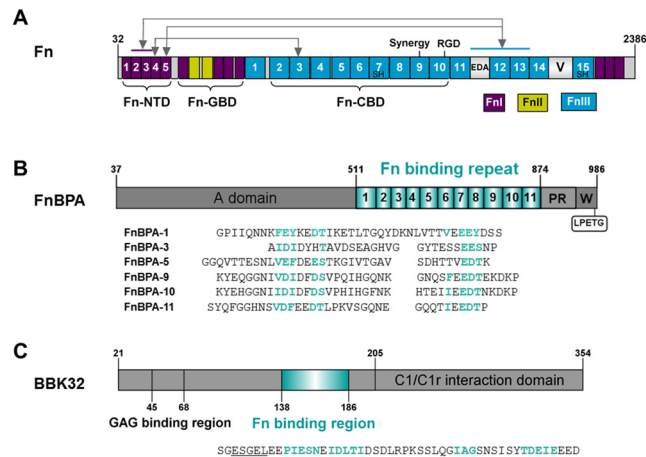 A
Fn
32
Synergy RGD
2386
1 2 3 4 5 1 2 3 4 5 6 7 8 9 10 11 EDA 12 13 14 V 15
SH SH
Fn-NTD Fn-GBD Fn-CBD
FnI FnII FnIII
B
Fn binding repeat
37 511 874 986
FnBPA
A domain 1 2 3 4 5 6 7 8 9 10 11 PR W
LPETG
FnBPA-1 GPIIQNNKFEYKEDTIKETLTGQYDKNLVTTVEEEYDSS
FnBPA-3 AIDIDYHTAVDSEAGHVG GYTESSEESNP
FnBPA-5 GGQVTTESNLVEFDEESTKGIVTGAV SDHTTVEDTK
FnBPA-9 KYEQGGNIVDIDFDSVPQIHGQNK GNQSFEEDTEKDKP
FnBPA-10 KYEHGGNIIDIDFDSVPHIHGFNK HTEIIEEDTNKDKP
FnBPA-11 SYQFGGHNSVDFEEDTLPKVSGQNE GQQTIEEDTP
C
21 205 354
BBK32
C1/C1r interaction domain
45 68 138 186
GAG binding region Fn binding region
SGESGELEEPIESNEIDLTIDSDLRPKSSLQGIAGSNSISYTDEIEEED